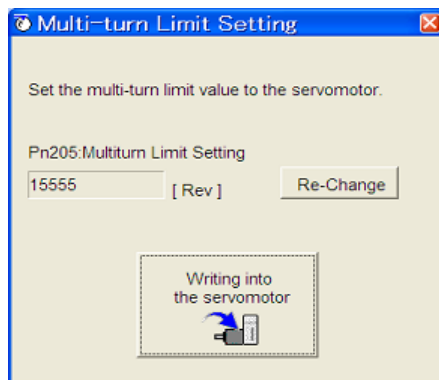 Multi-turn Limit Setting
Set the multi-turn limit value to the servomotor.
Pn205:Multiturn Limit Setting
15555 [ Rev ] Re-Change
Writing into
the servomotor